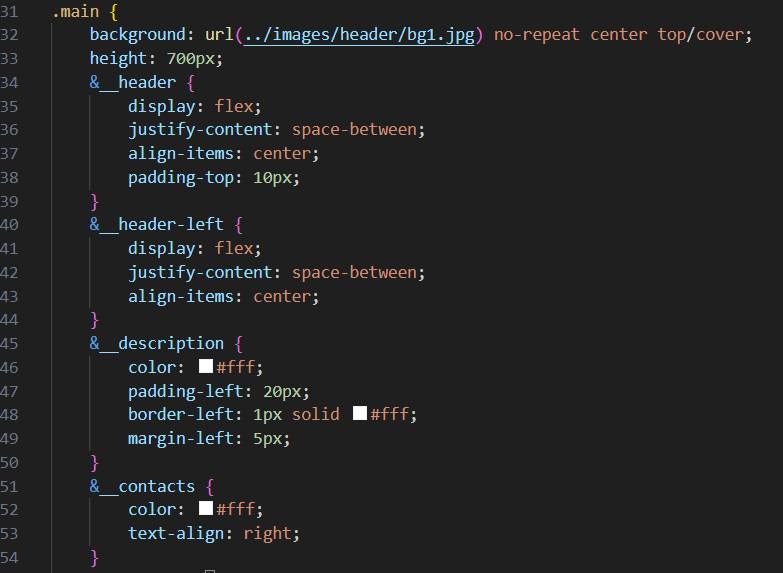 31 .main {
32 background: url(../images/header/bg1.jpg) no-repeat center top/cover;
33 height: 700px;
34 &__header {
35 display: flex;
36 justify-content: space-between;
37 align-items: center;
38 padding-top: 10px;
39 }
40 &__header-left {
41 display: flex;
42 justify-content: space-between;
43 align-items: center;
44 }
45 &__description {
46 color: #fff;
47 padding-left: 20px;
48 border-left: 1px solid #fff;
49 margin-left: 5px;
50 }
51 &__contacts {
52 color: #fff;
53 text-align: right;
54 }